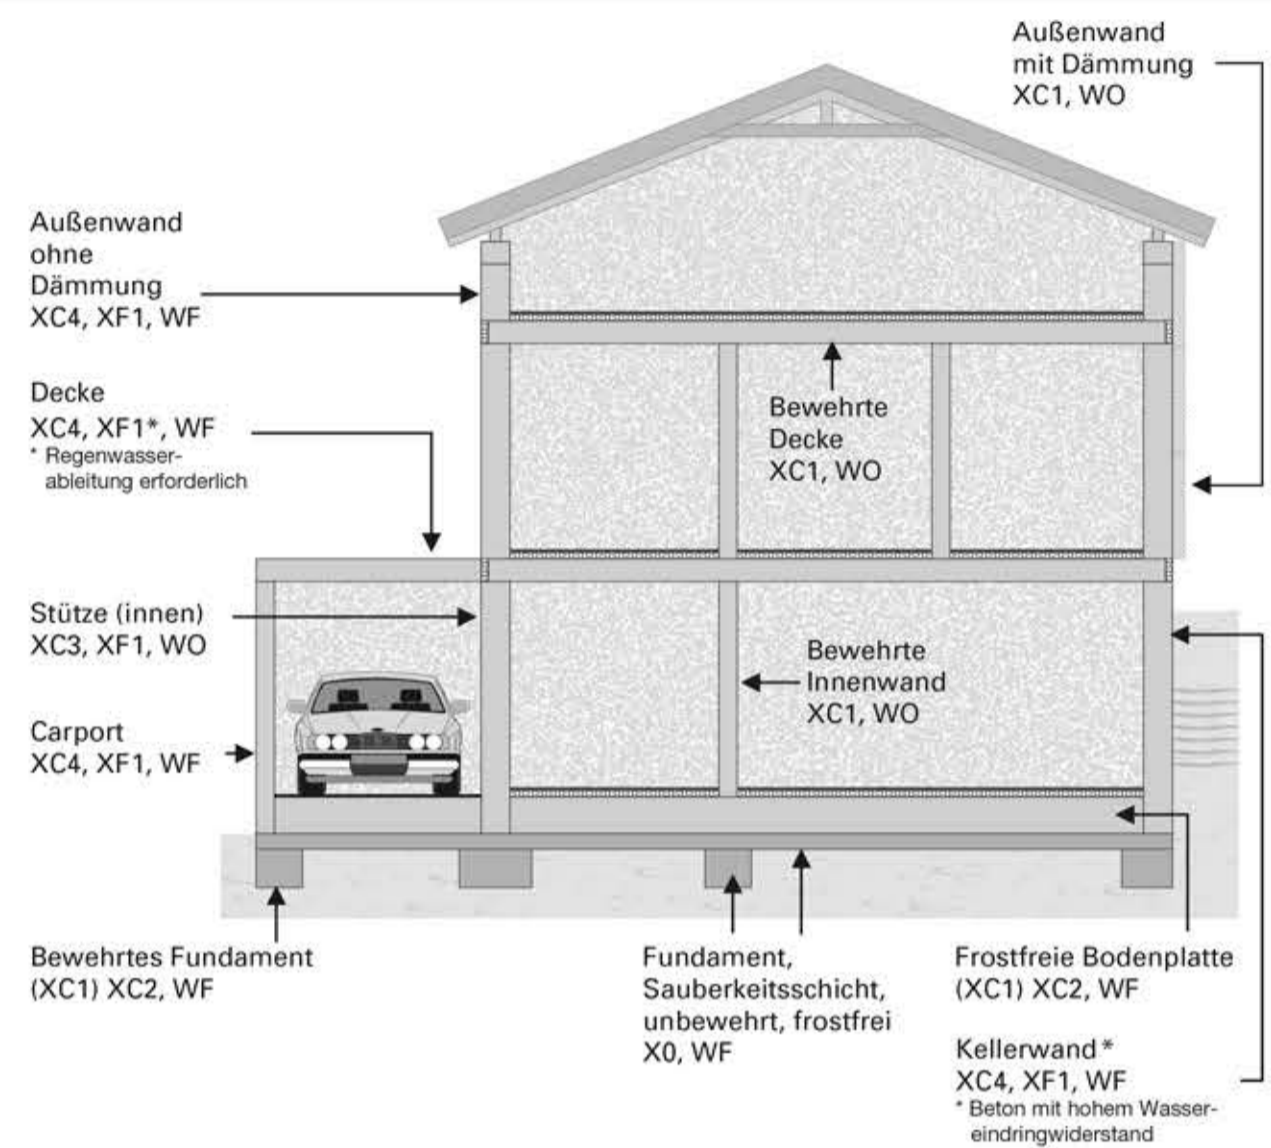 Außenwand
mit Dämmung
XC1, WO
Außenwand
ohne
Dämmung
XC4, XF1, WF
Decke
XC4, XF1*, WF
* Regenwasser-
ableitung erforderlich
Bewehrte
Decke
XC1, WO
Stütze (innen)
XC3, XF1, WO
Bewehrte
Innenwand
XC1, WO
Carport
XC4, XF1, WF
Bewehrtes Fundament
(XC1) XC2, WF
Fundament,
Sauberkeitsschicht,
unbewehrt, frostfrei
X0, WF
Frostfreie Bodenplatte
(XC1) XC2, WF
Kellerwand *
XC4, XF1, WF
* Beton mit hohem Wasser-
eindringwiderstand